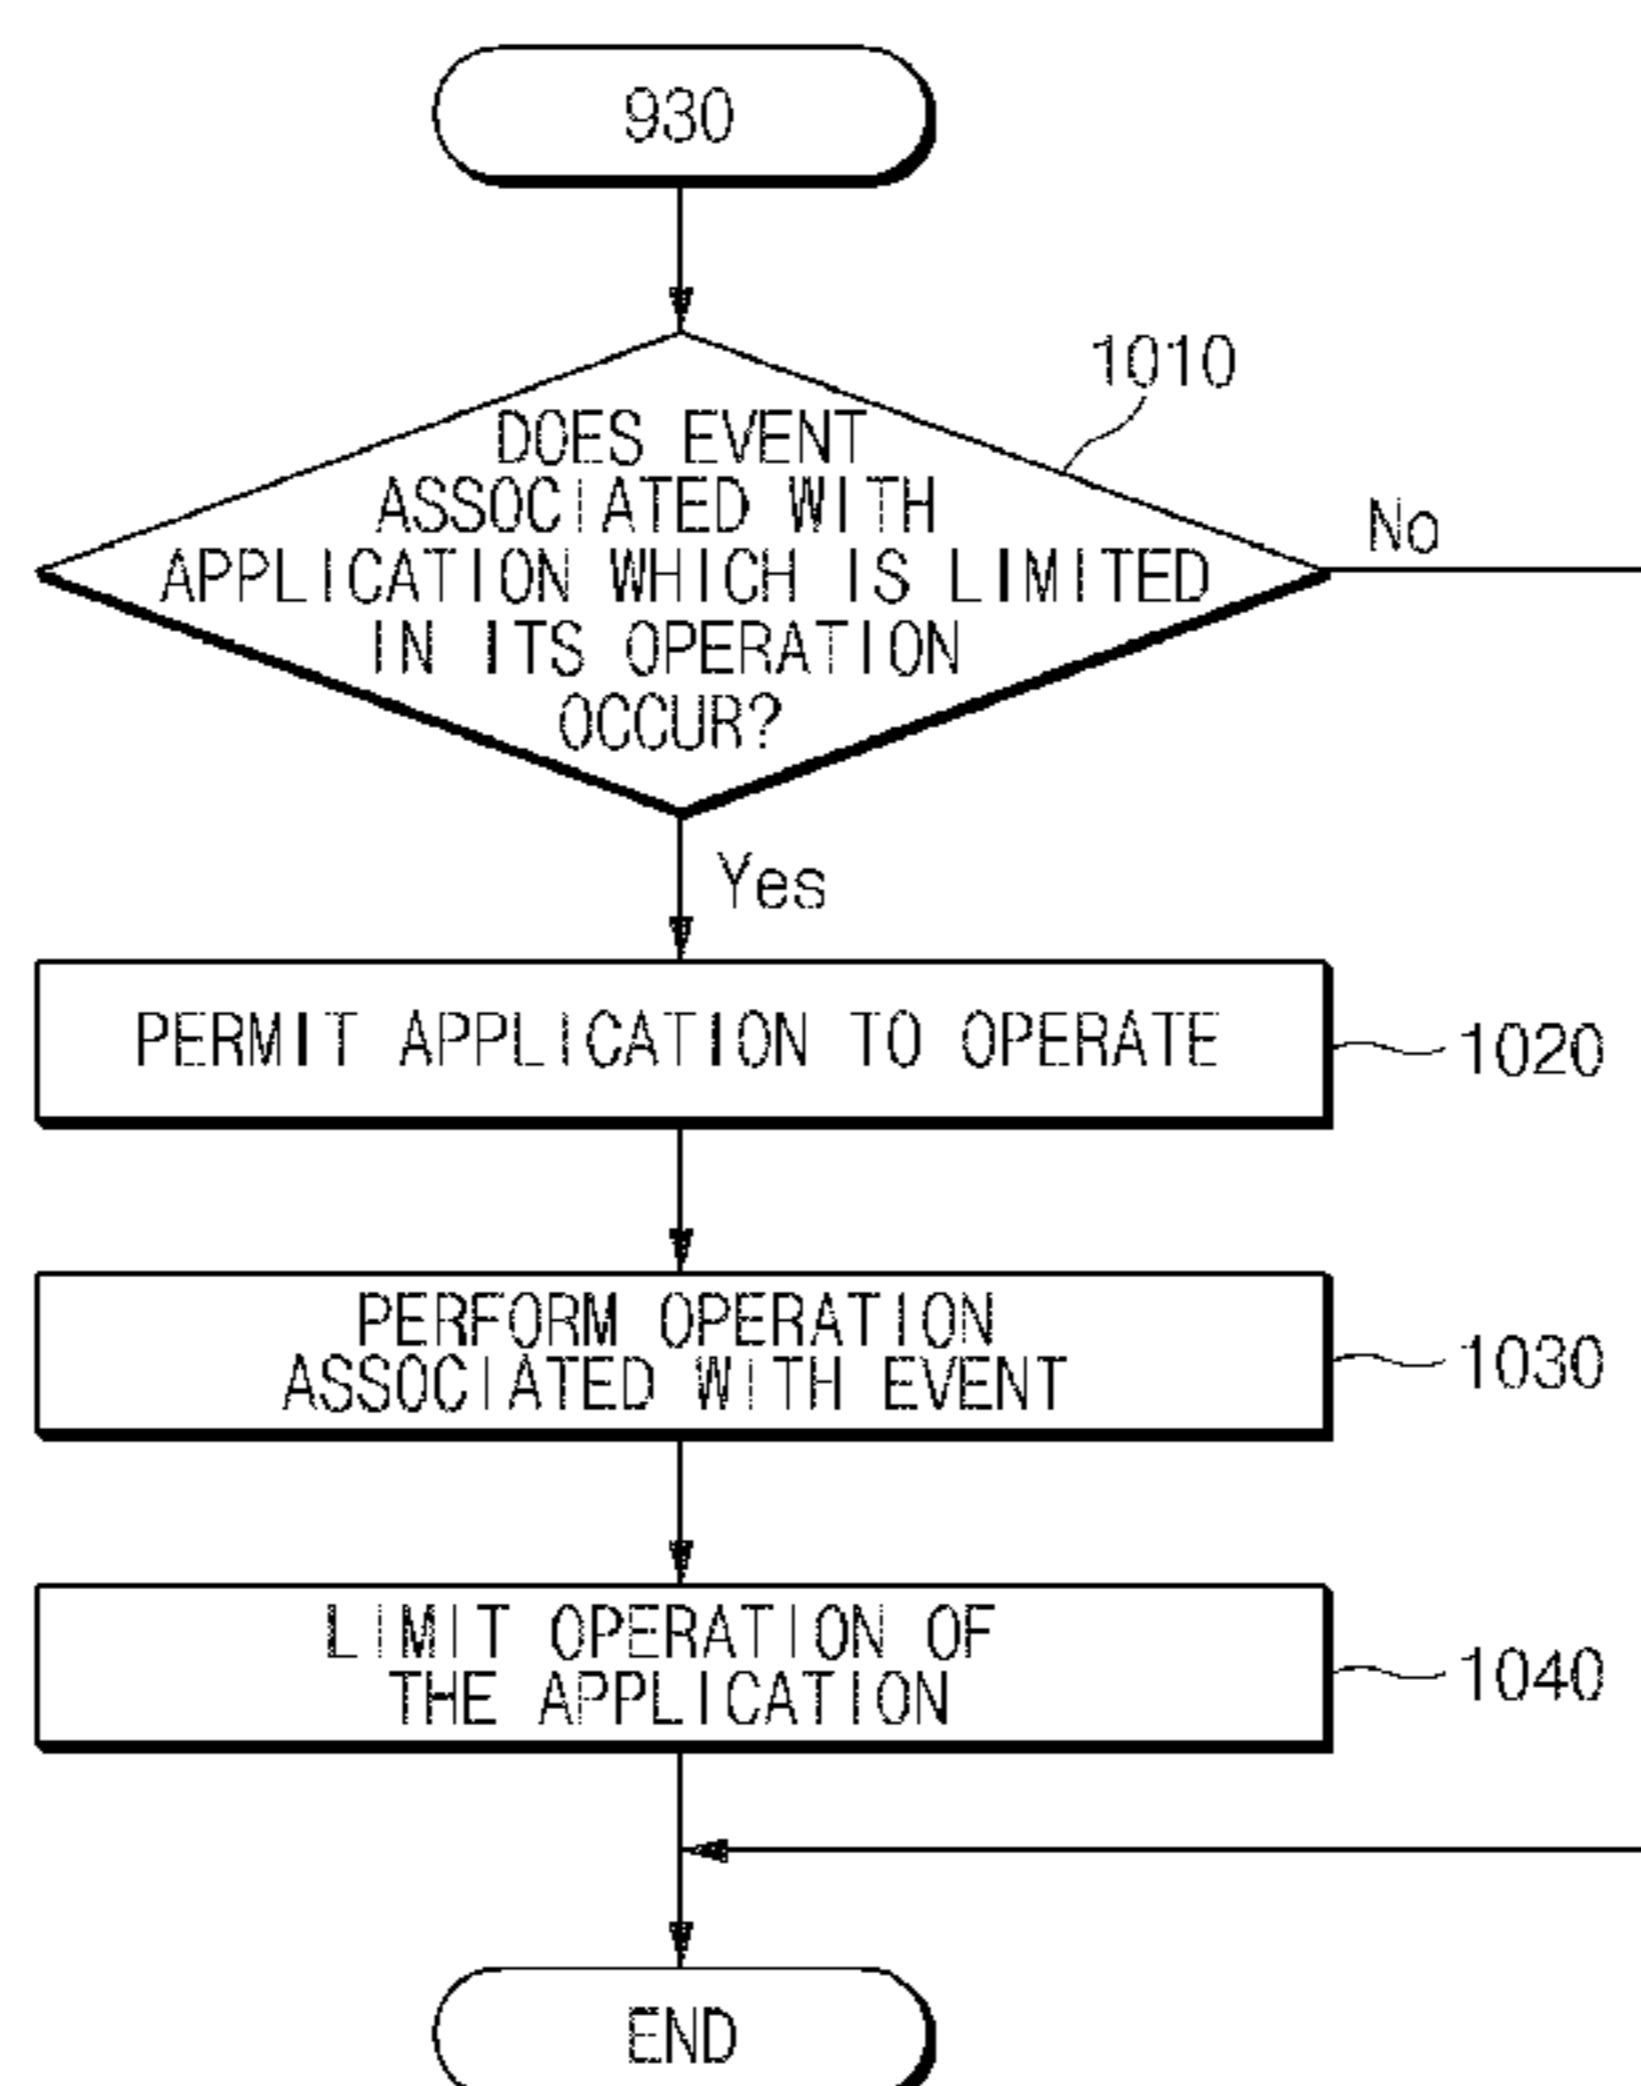 930
1010
DOES EVENT
ASSOCIATED WITH
APPLICATION WHICH IS LIMITED
IN ITS OPERATION
OCCUR?
No
Yes
PERMIT APPLICATION TO OPERATE
1020
PERFORM OPERATION
ASSOCIATED WITH EVENT
1030
LIMIT OPERATION OF
THE APPLICATION
1040
END